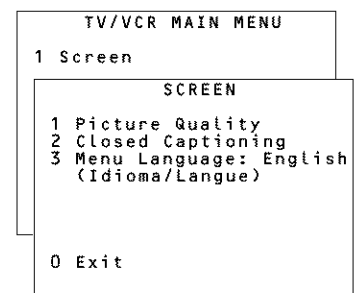 TV/VCR MAIN MENU
1 Screen
SCREEN
1 Picture Quality
2 Closed Captioning
3 Menu Language: English
(Idioma/Langue)
0 Exit